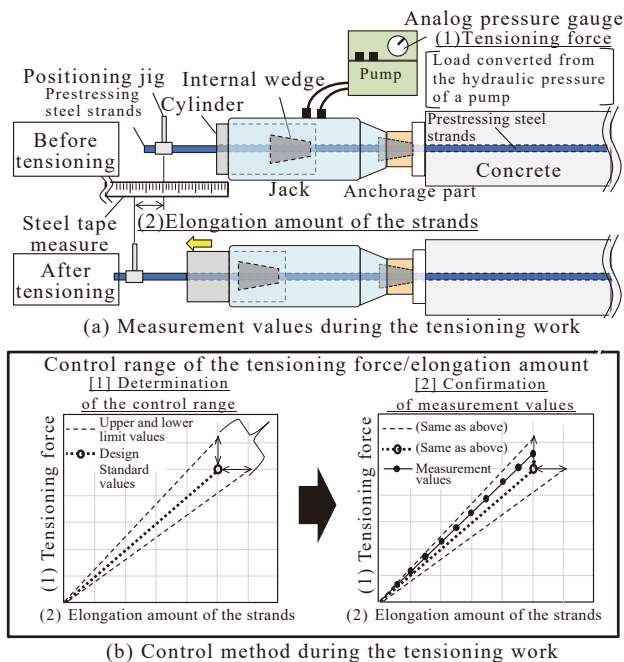 Analog pressure gauge
(1)Tensioning force
Load converted from
the hydraulic pressure
of a pump
Pump
Positioning jig
Prestressing steel
strands
Internal wedge
Cylinder
Before
tensioning
Prestressing steel
strands
Concrete
Jack
Anchorage part
Steel tape
measure
(2)Elongation amount of the strands
After
tensioning
(a) Measurement values during the tensioning work
Control range of the tensioning force/elongation amount
[1] Determination
of the control range
Upper and lower
limit values
Design
Standard
values
(1) Tensioning force
(2) Elongation amount of the strands
[2] Confirmation
of measurement values
(Same as above)
(Same as above)
Measurement
values
(1) Tensioning force
(2) Elongation amount of the strands
(b) Control method during the tensioning work